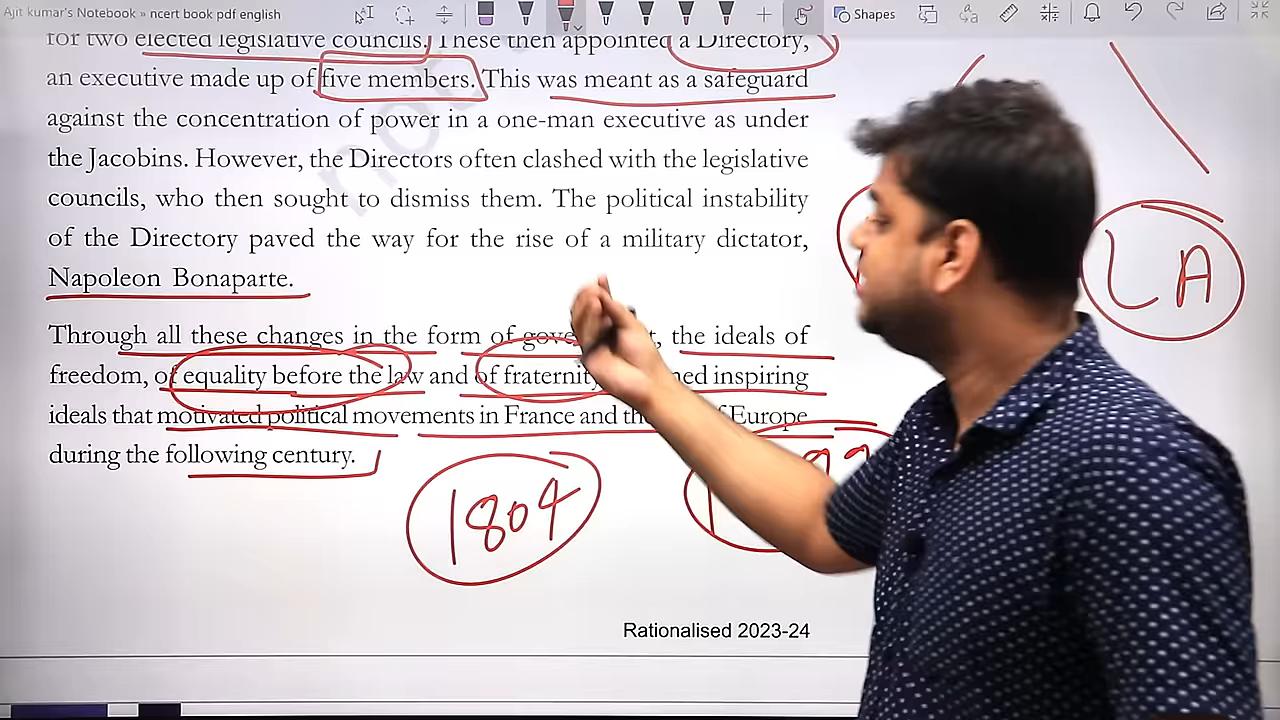 Ajit kumar's Notebook » ncert book pdf english
Shapes
for two elected legislative councils. These then appointed a Directory,
an executive made up of five members. This was meant as a safeguard
against the concentration of power in a one-man executive as under
the Jacobins. However, the Directors often clashed with the legislative
councils, who then sought to dismiss them. The political instability
of the Directory paved the way for the rise of a military dictator,
Napoleon Bonaparte.
L A
Through all these changes in the form of the ideals of
freedom, of equality before the law and of fraternity inspiring
ideals that motivated political movements in France and Europe
during the following century.
1804
Rationalised 2023-24